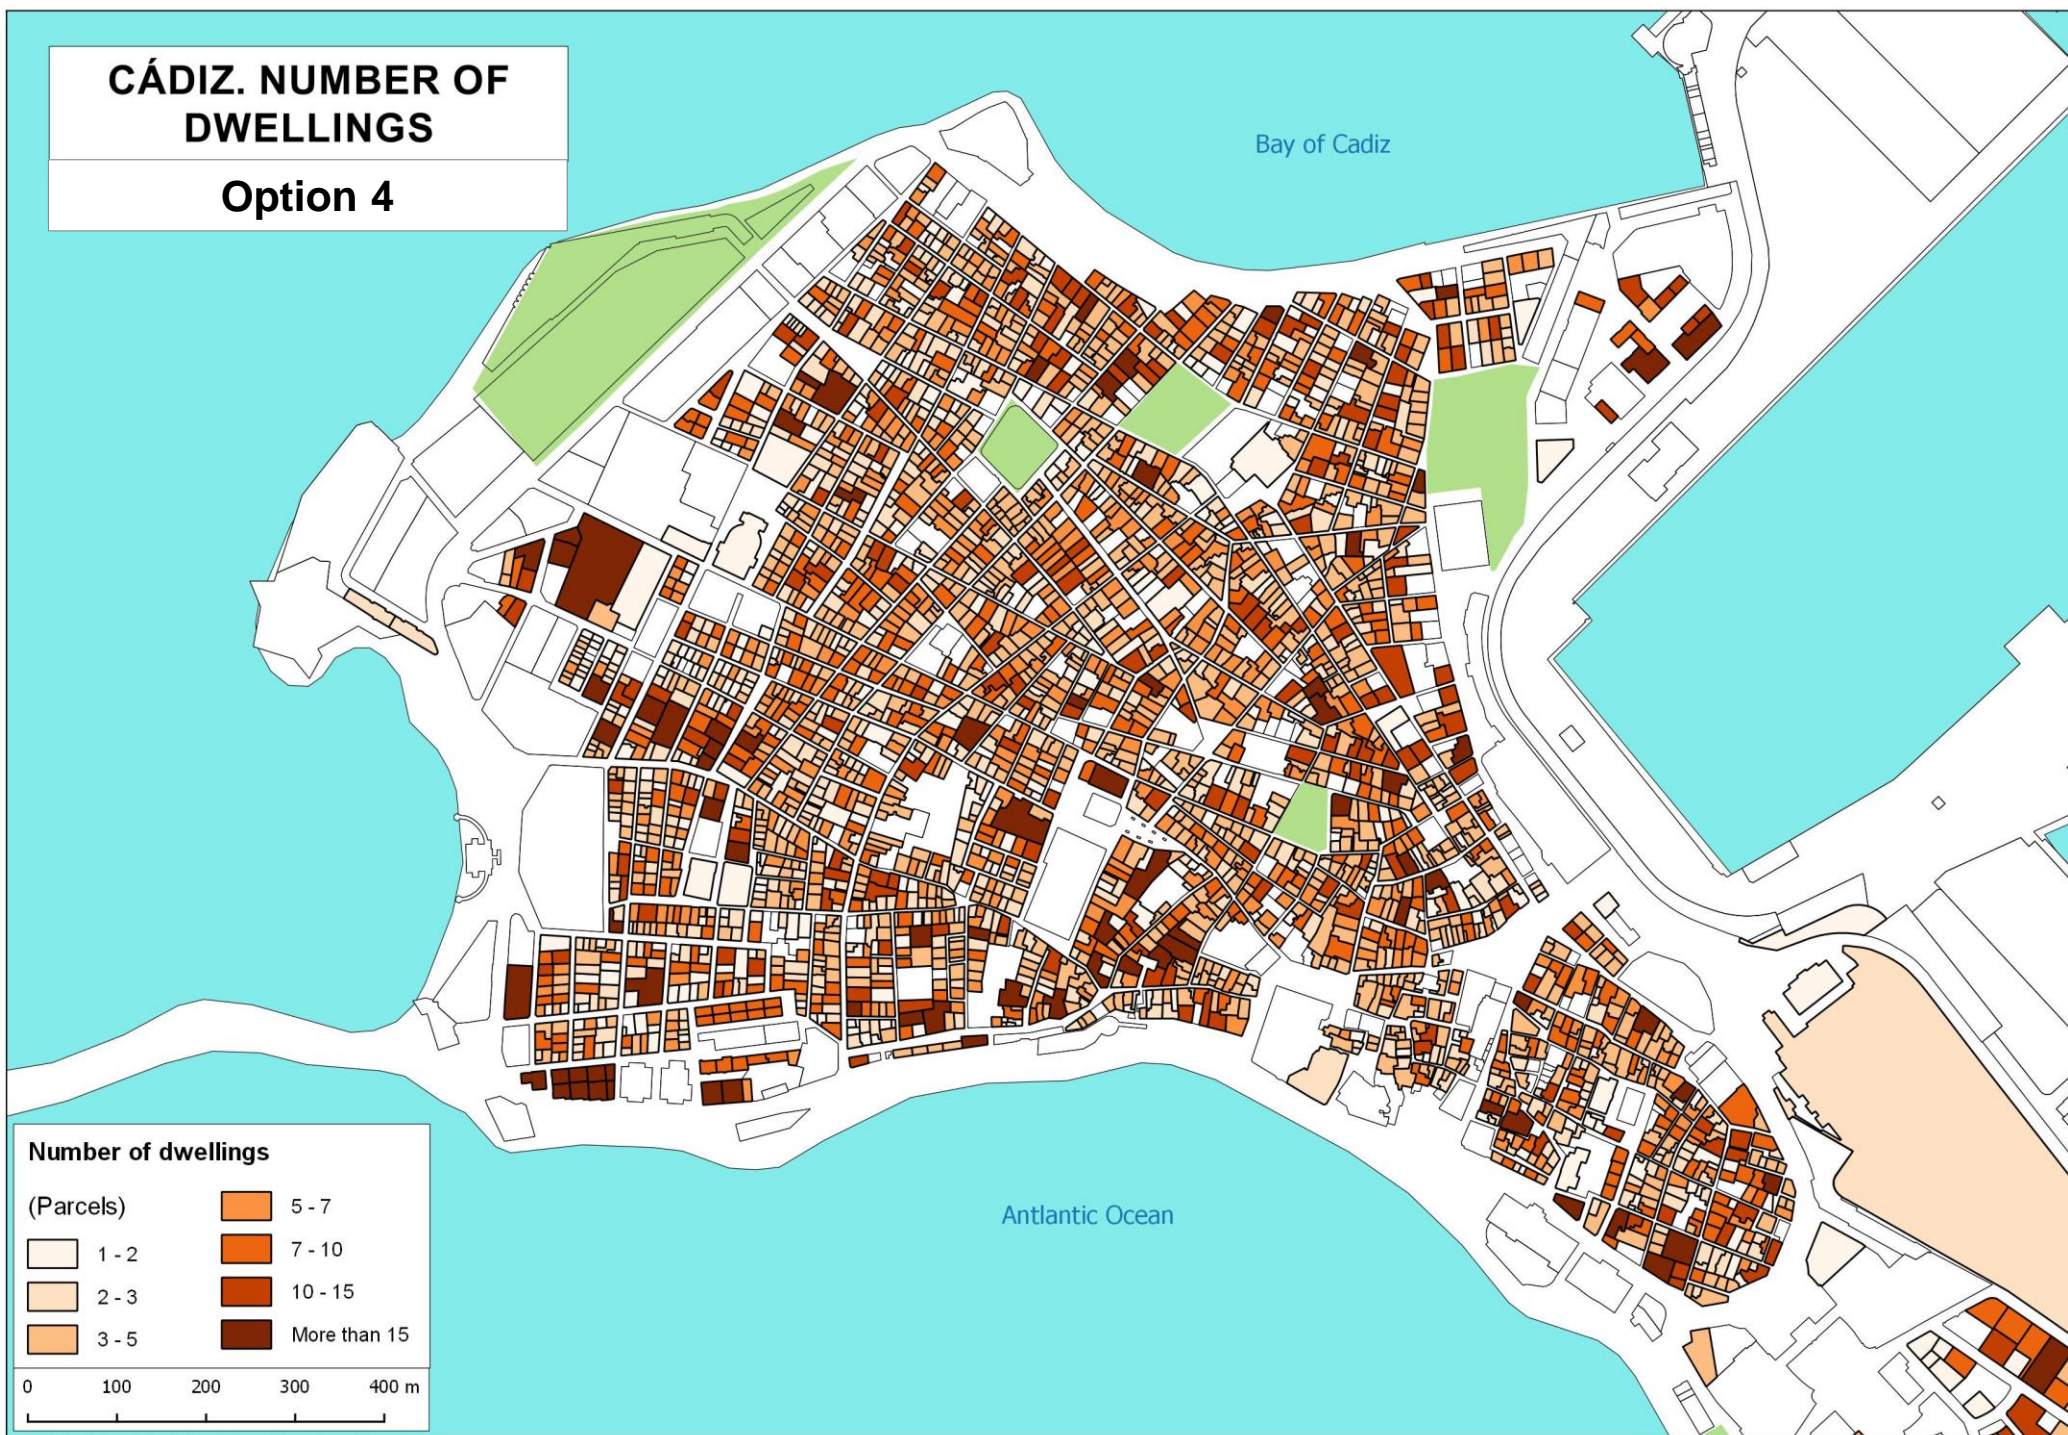 CÁDIZ. NUMBER OF
DWELLINGS
Option 4
Bay of Cadiz
Antlantic Ocean
Number of dwellings
(Parcels)
1 - 2
2 - 3
3 - 5
5 - 7
7 - 10
10 - 15
More than 15
0 100 200 300 400 m